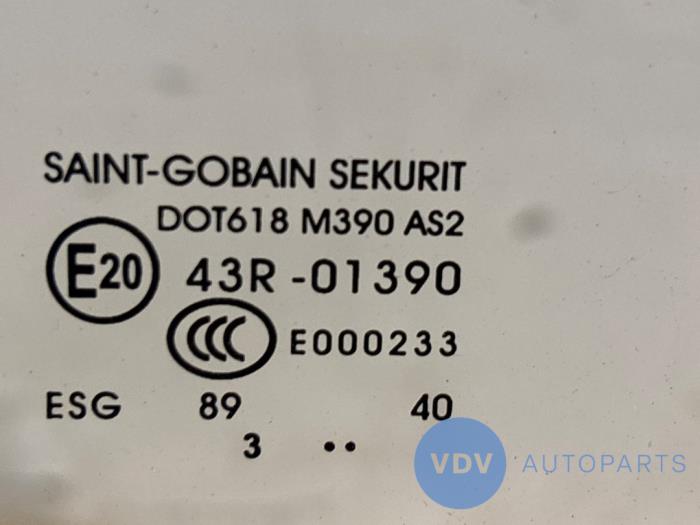 SAINT-GOBAIN SEKURIT
DOT618 M390 AS2
E20 43R -01390
CCC E000233
ESG 89 40
3 ..
VDV AUTOPARTS